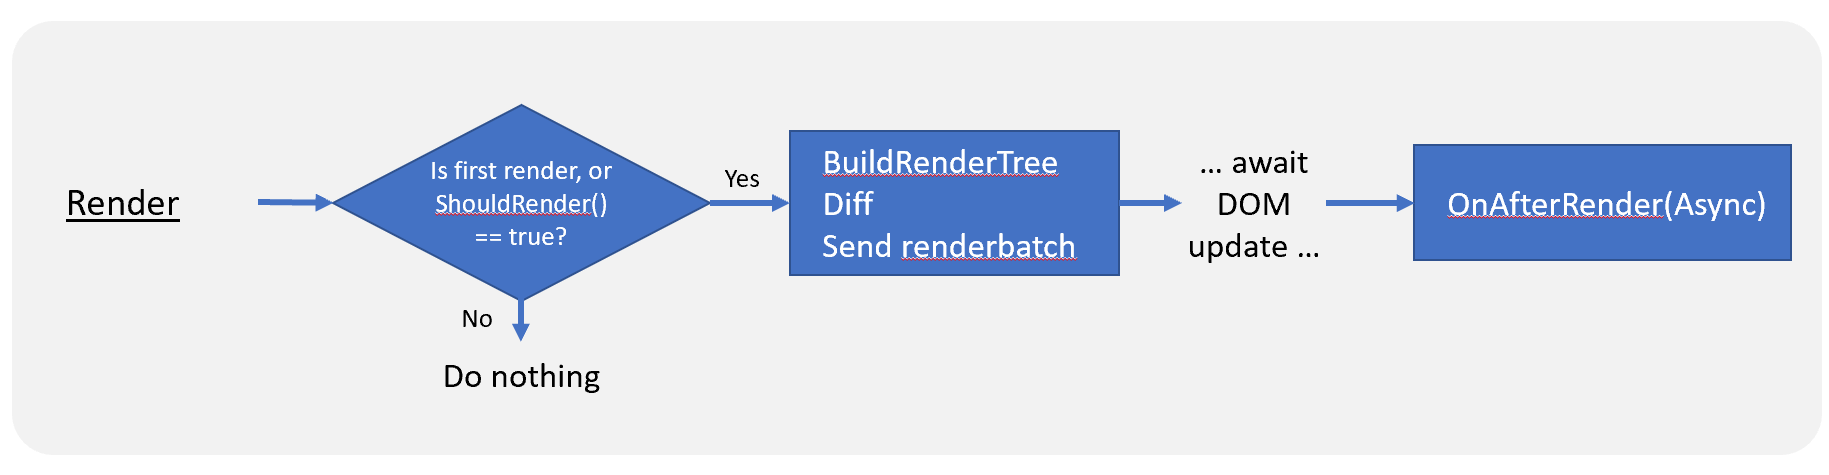 Render
Is first render, or
ShouldRender()
== true?
Yes
No
Do nothing
BuildRenderTree
Diff
Send renderbatch
... await
DOM
update ...
OnAfterRender(Async)